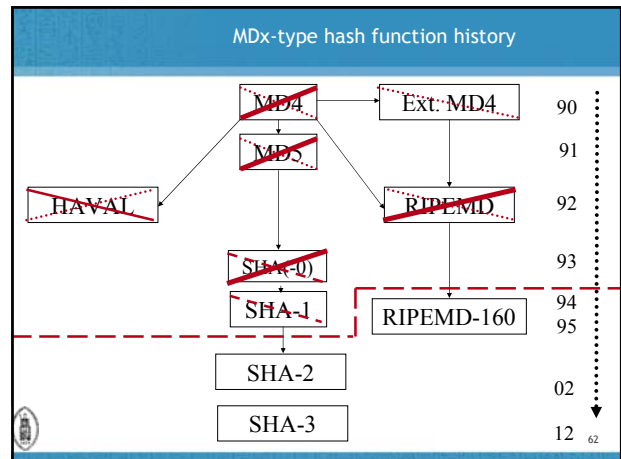 MDx-type hash function history
MD4 Ext. MD4 90
MD5 91
HAVAL RIPEMD 92
SHA(-0) 93
SHA-1 94
RIPEMD-160 95
SHA-2 02
SHA-3 12
62